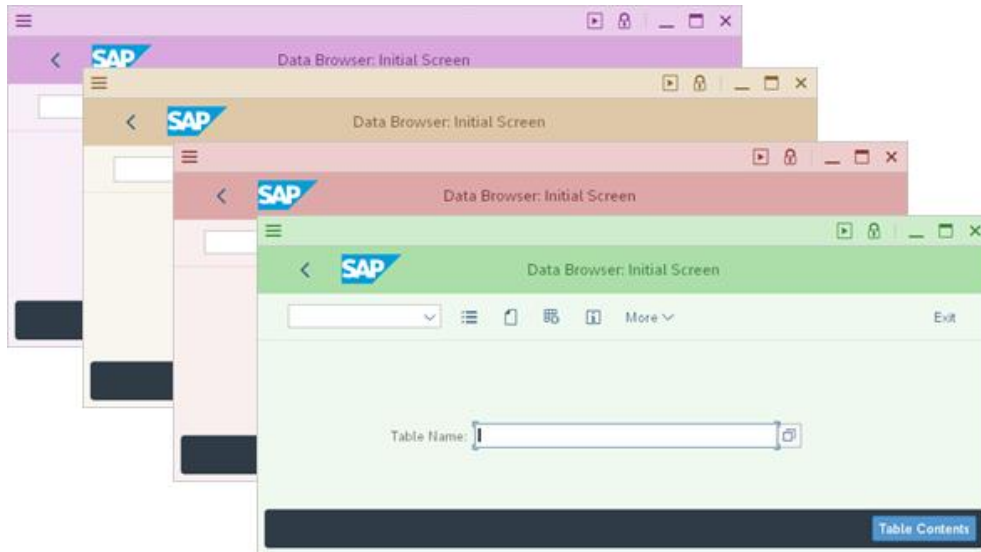 SAP
Data Browser: Initial Screen
SAP
Data Browser: Initial Screen
SAP
Data Browser: Initial Screen
SAP
Data Browser: Initial Screen
More
Exit
Table Name:
Table Contents